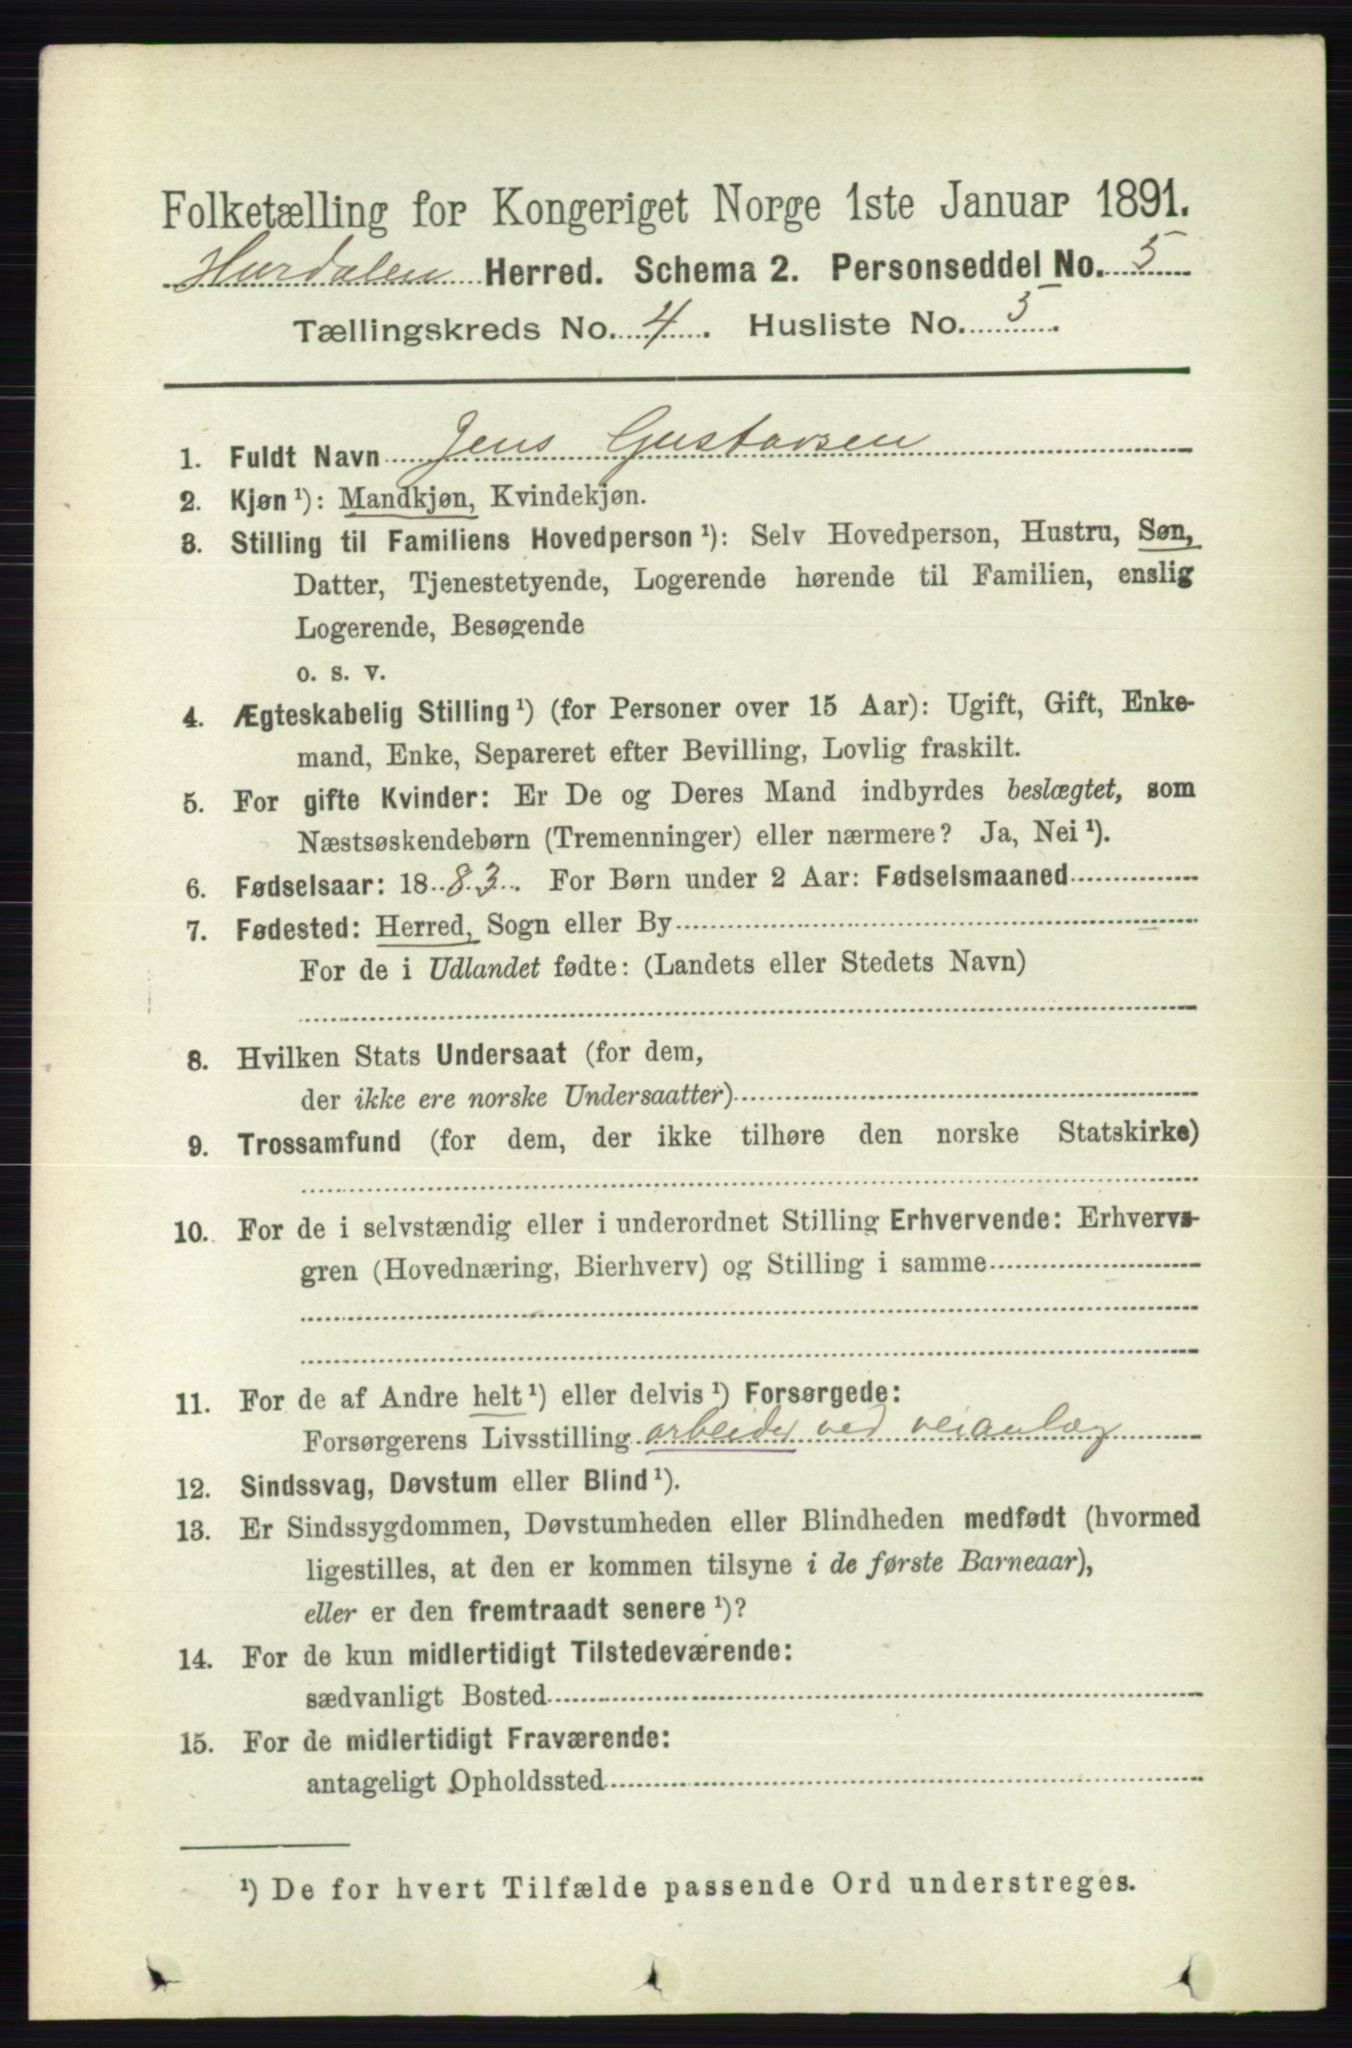 Folketælling for Kongeriget Norge 1ste Januar 1891.
Hurdalen Herred. Schema 2. Personseddel No. 5
Tællingskreds No. 4. Husliste No. 5.
1. Fuldt Navn Jens Gustavsen
2. Kjøn ¹): Mandkjøn, Kvindekjøn.
3. Stilling til Familiens Hovedperson ¹): Selv Hovedperson, Hustru, Søn,
Datter, Tjenestetyende, Logerende hørende til Familien, enslig
Logerende, Besøgende
o. s. v.
4. Ægteskabelig Stilling ¹) (for Personer over 15 Aar): Ugift, Gift, Enke-
mand, Enke, Separeret efter Bevilling, Lovlig fraskilt.
5. For gifte Kvinder: Er De og Deres Mand indbyrdes beslægtet, som
Næstsøskendebørn (Tremenninger) eller nærmere? Ja, Nei ¹).
6. Fødselsaar: 1883. For Børn under 2 Aar: Fødselsmaaned
7. Fødested: Herred, Sogn eller By
For de i Udlandet fødte: (Landets eller Stedets Navn)
8. Hvilken Stats Undersaat (for dem,
der ikke ere norske Undersaatter)
9. Trossamfund (for dem, der ikke tilhøre den norske Statskirke)
10. For de i selvstændig eller i underordnet Stilling Erhvervende: Erhvervs-
gren (Hovednæring, Bierhverv) og Stilling i samme
11. For de af Andre helt ¹) eller delvis ¹) Forsørgede:
Forsørgerens Livsstilling arbeider ved veianlæg
12. Sindssvag, Døvstum eller Blind ¹).
13. Er Sindssygdommen, Døvstumheden eller Blindheden medfødt (hvormed
ligestilles, at den er kommen tilsyne i de første Barneaar),
eller er den fremtraadt senere ¹)?
14. For de kun midlertidigt Tilstedeværende:
sædvanligt Bosted
15. For de midlertidigt Fraværende:
antageligt Opholdssted
¹) De for hvert Tilfælde passende Ord understreges.